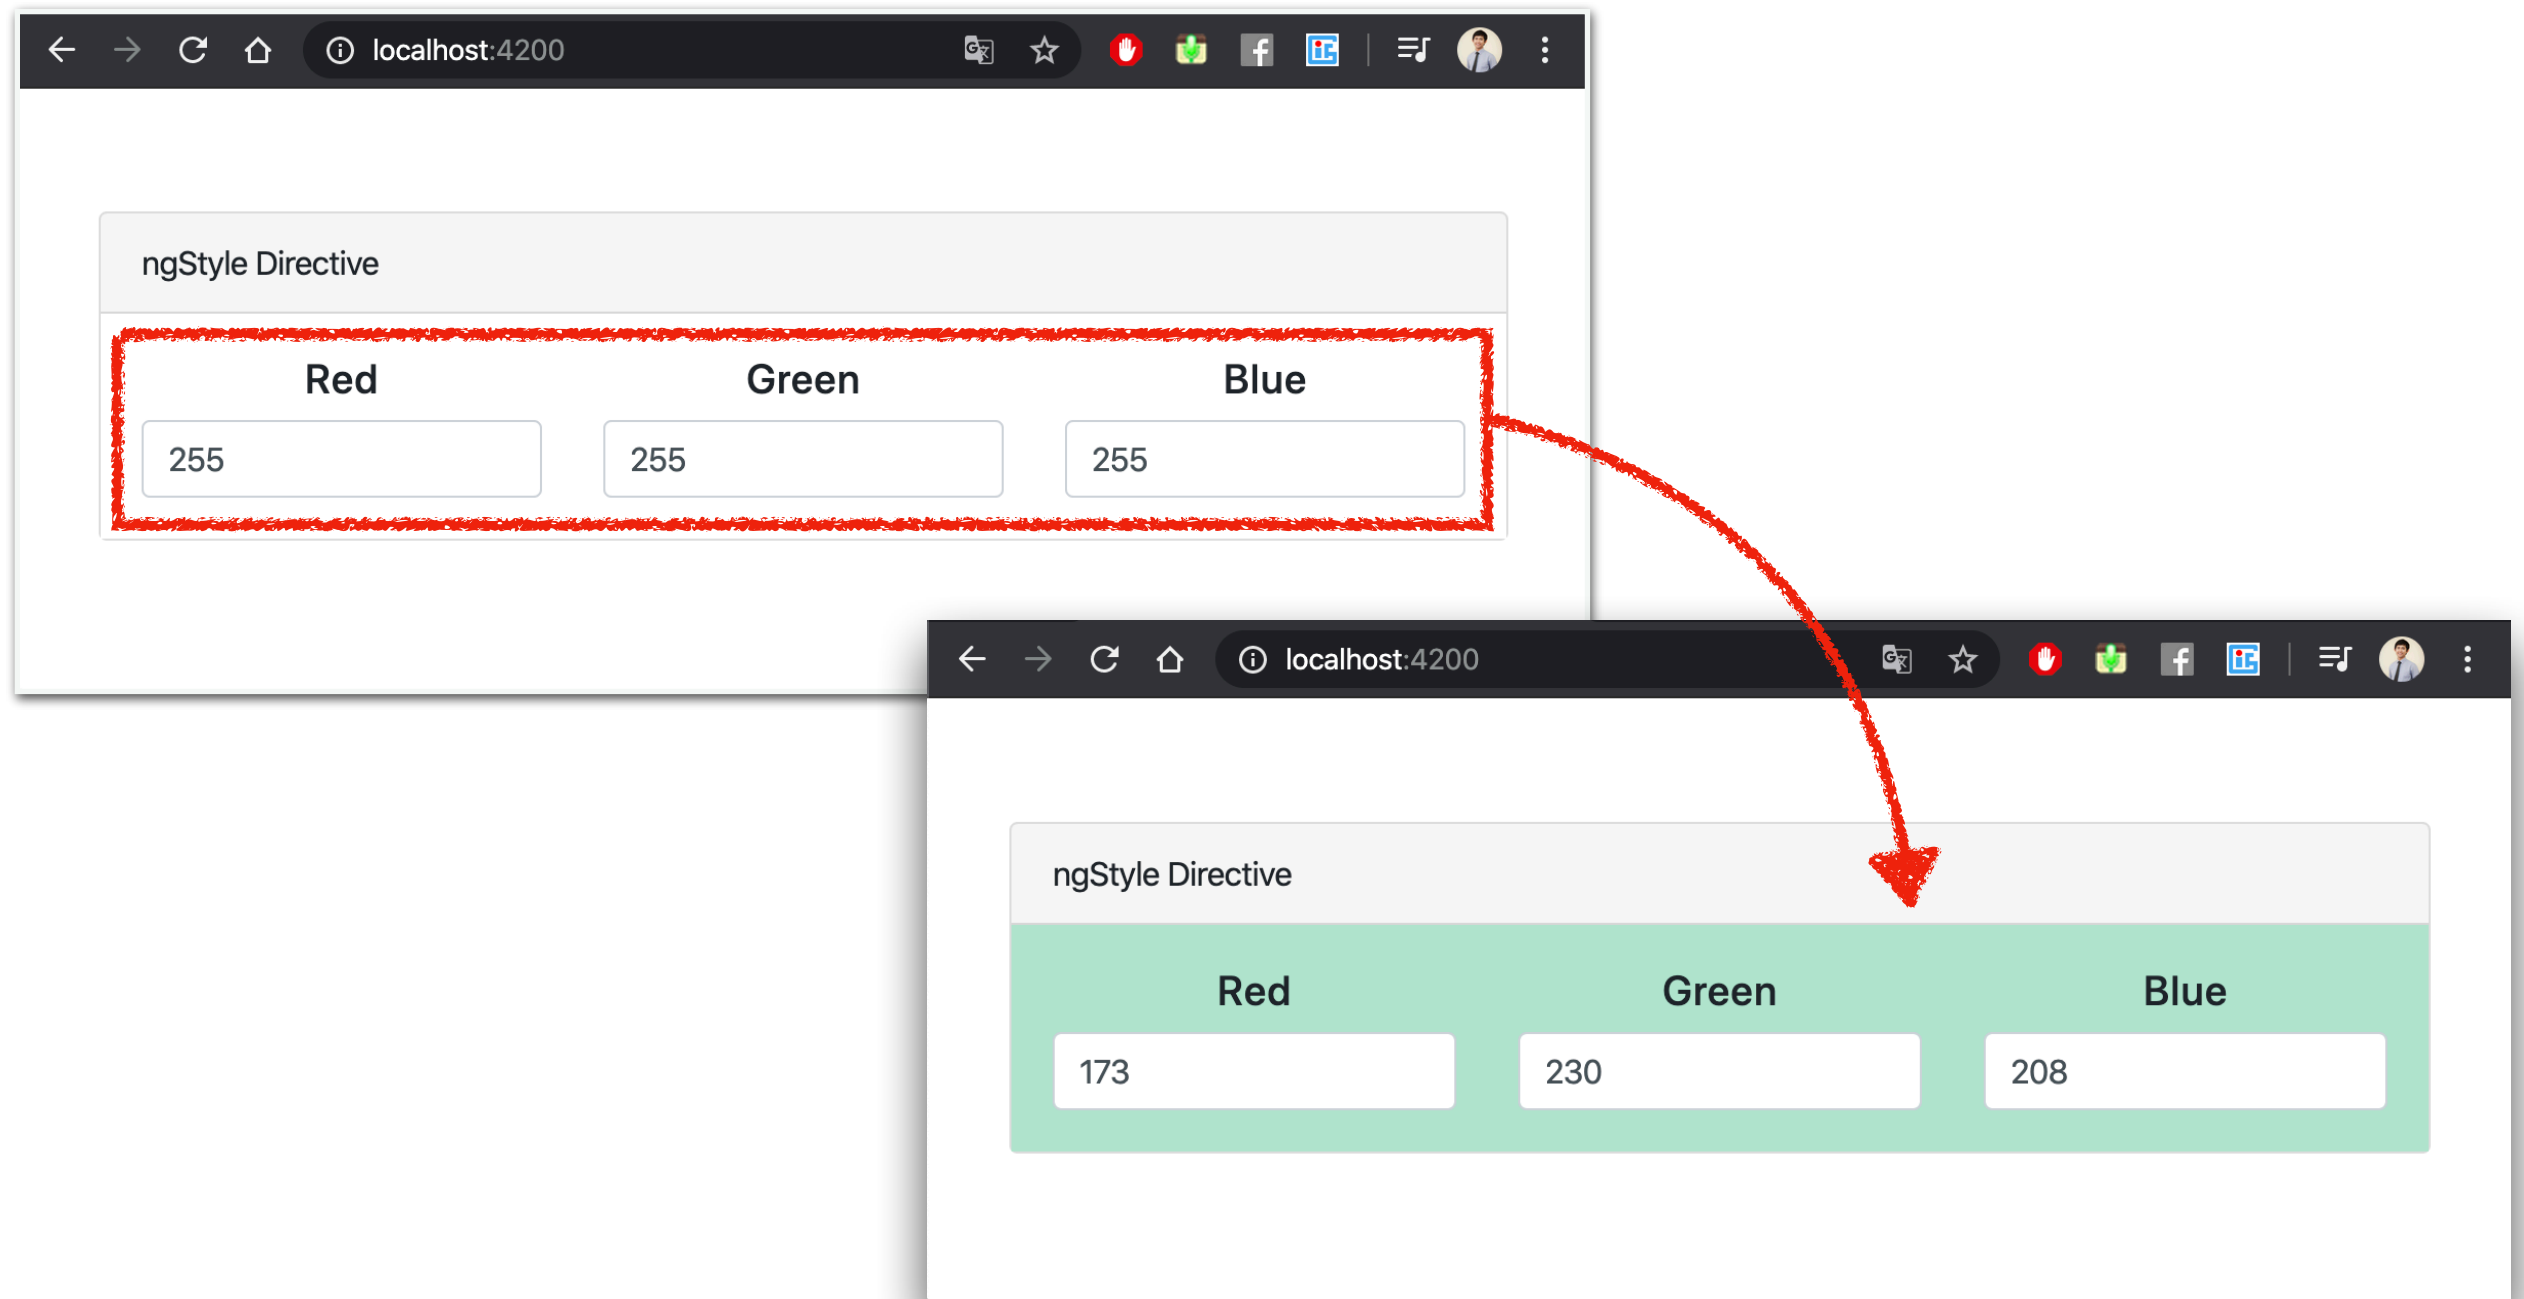 localhost:4200
ngStyle Directive
Red Green Blue
255 255 255
localhost:4200
ngStyle Directive
Red Green Blue
173 230 208